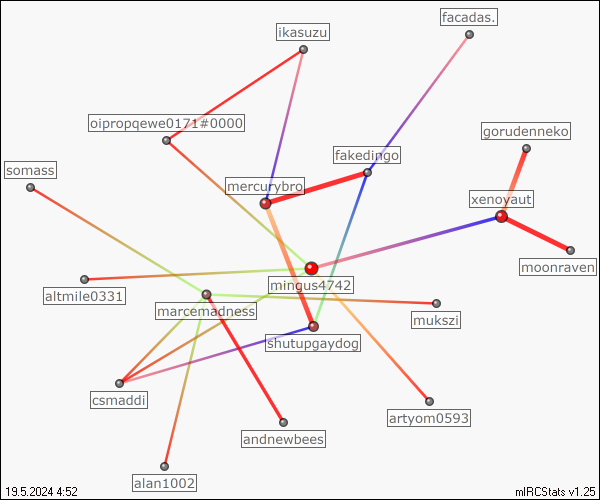 facadas.
ikasuzu
oipropqewe0171#0000
gorudenneko
fakedingo
somass
mercurybro
xenoyaut
moonraven
mingus4742
altmile0331
marcemadness
mukszi
shutupgaydog
csmaddi
artyom0593
andnewbees
alan1002
19.5.2024 4:52
mIRCStats v1.25